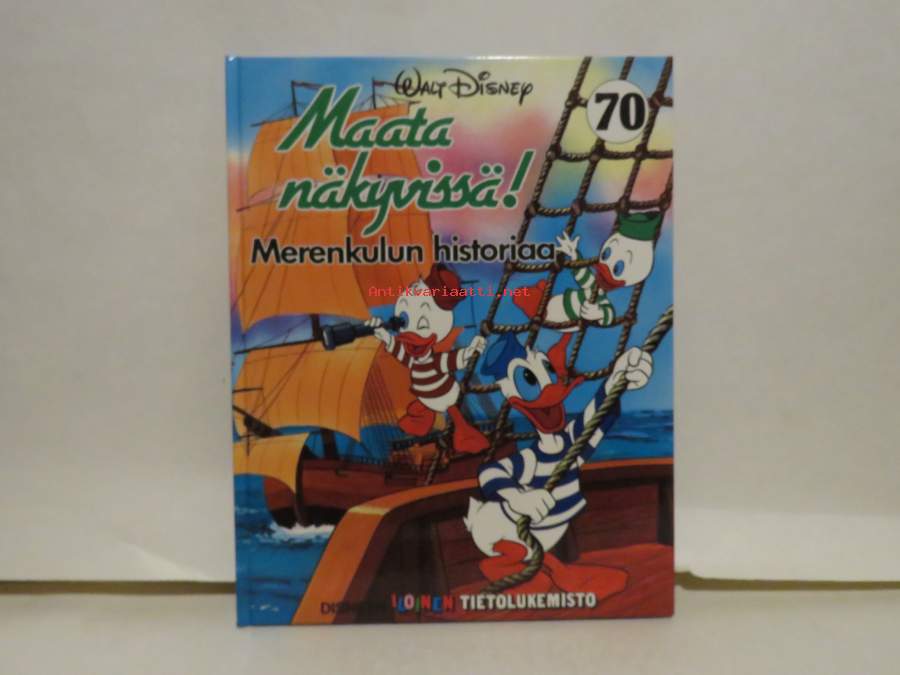 WALT DISNEY
70
Maata
näkyvissä!
Merenkulun historiaa
Antikvariaatti.net
ILOINEN TIETOLUKEMISTO